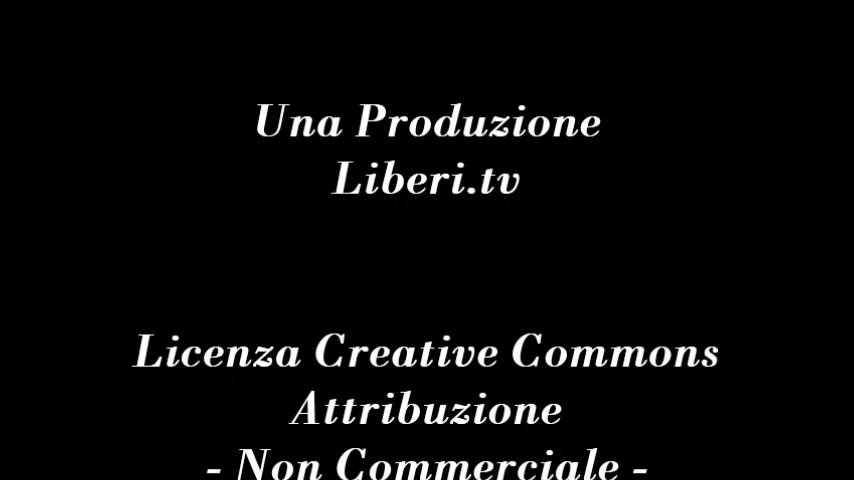 Una Produzione
Liberi.tv
Licenza Creative Commons
Attribuzione
- Non Commerciale -